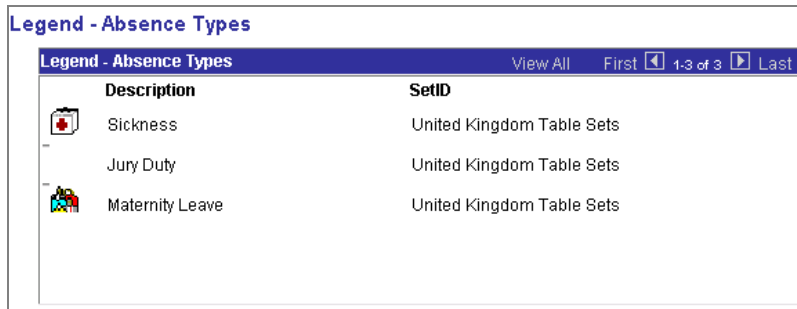 Legend - Absence Types
Legend - Absence Types View All First 1-3 of 3 Last
Description SetID
Sickness United Kingdom Table Sets
Jury Duty United Kingdom Table Sets
Maternity Leave United Kingdom Table Sets